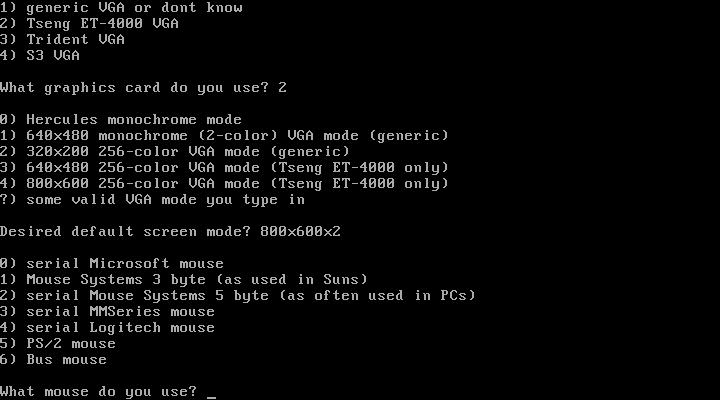 1) generic VGA or dont know
2) Tseng ET-4000 VGA
3) Trident VGA
4) S3 VGA
What graphics card do you use? 2
0) Hercules monochrome mode
1) 640x480 monochrome (2-color) VGA mode (generic)
2) 320x200 256-color VGA mode (generic)
3) 640x480 256-color VGA mode (Tseng ET-4000 only)
4) 800x600 256-color VGA mode (Tseng ET-4000 only)
?) some valid VGA mode you type in
Desired default screen mode? 800x600x2
0) serial Microsoft mouse
1) Mouse Systems 3 byte (as used in Suns)
2) serial Mouse Systems 5 byte (as often used in PCs)
3) serial MMSeries mouse
4) serial Logitech mouse
5) PS/2 mouse
6) Bus mouse
What mouse do you use? _